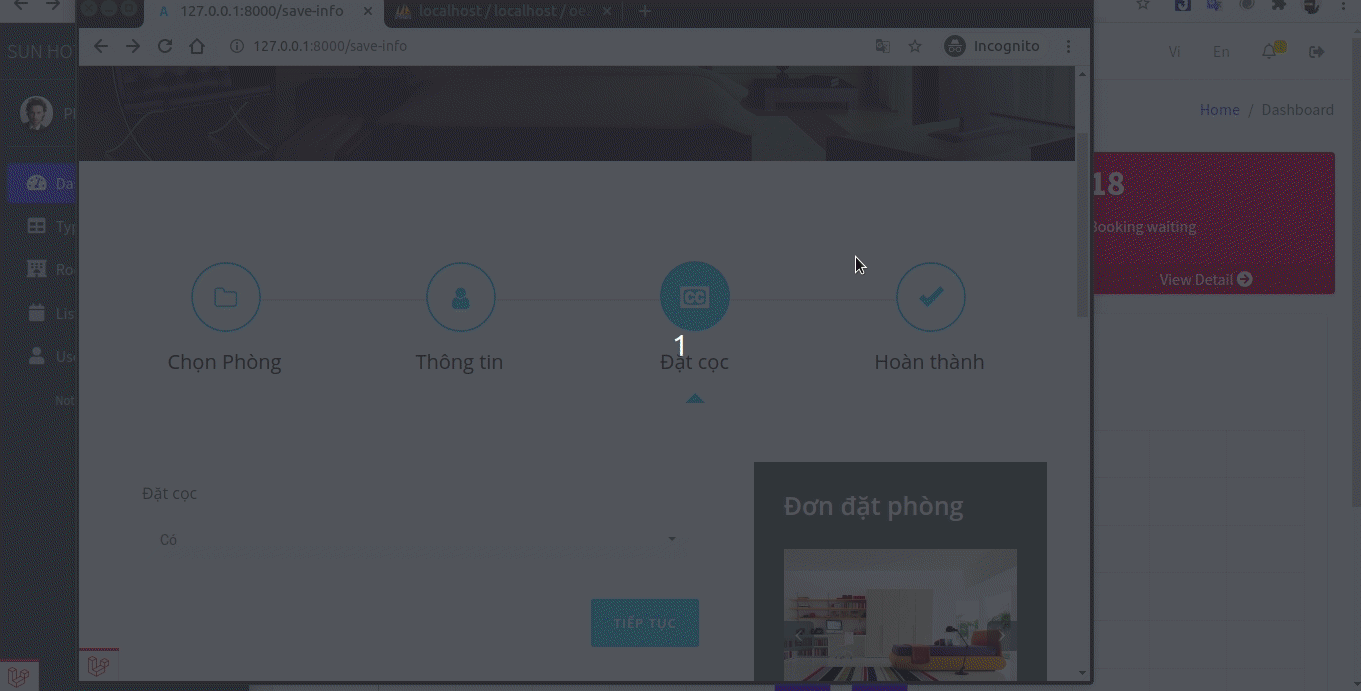 127.0.0.1:8000/save-info
localhost / localhost / oe...
127.0.0.1:8000/save-info
Incognito
SUN HO
Vi
En
Home / Dashboard
Da
Typ
Ro
Lis
Use
Not
18
Booking waiting
View Detail
Chọn Phòng
Thông tin
Đặt cọc
Hoàn thành
1
Đặt cọc
Có
TIẾP TỤC
Đơn đặt phòng